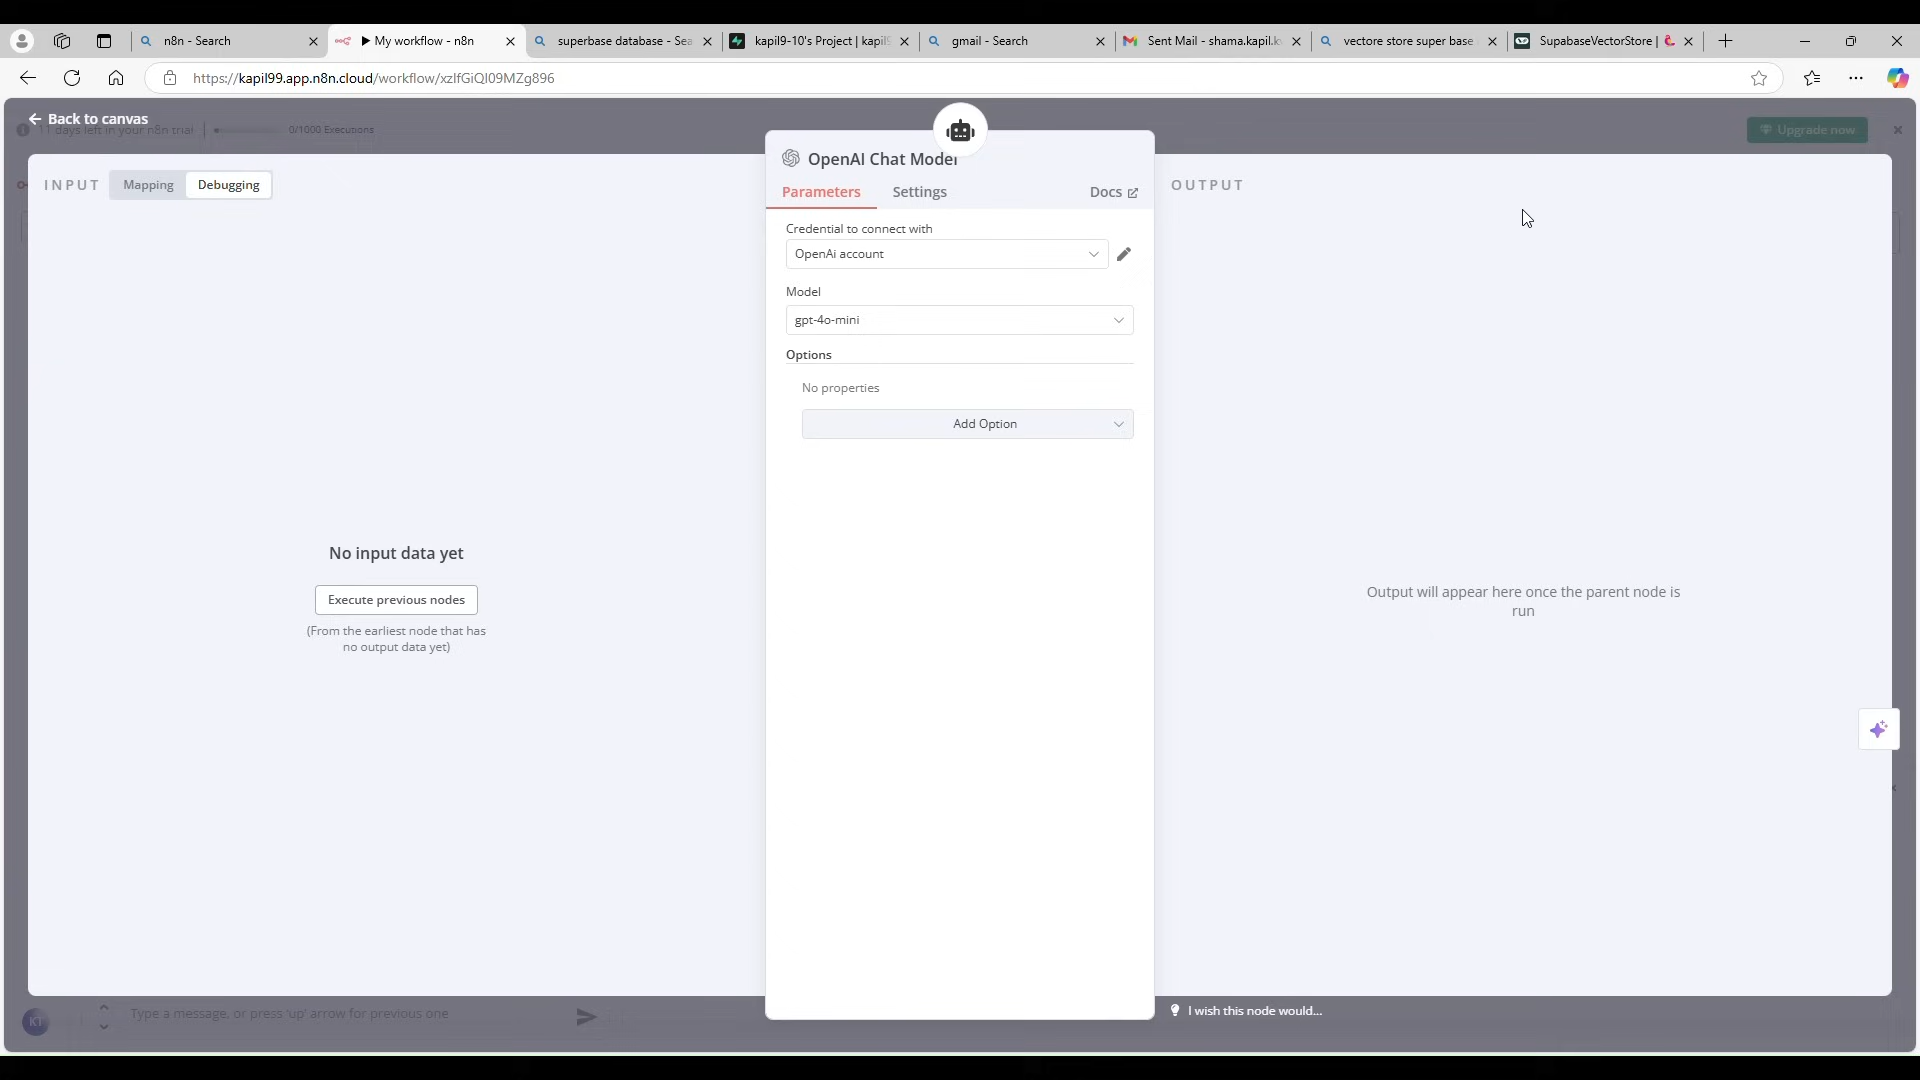 n8n - Search
My workflow - n8n
superbase database - Sea
kapil9-10's Project | kapil9
gmail - Search
Sent Mail - shama.kapil.k
vectore store super base
SupabaseVectorStore |
https://kapil99.app.n8n.cloud/workflow/xzlfGiQl09MZg896
Back to canvas
11 days left in your n8n trial
0/1000 Executions
Upgrade now
OpenAI Chat Model
INPUT
Mapping
Debugging
Parameters
Settings
Docs
OUTPUT
Credential to connect with
OpenAi account
Model
gpt-4o-mini
Options
No properties
Add Option
No input data yet
Execute previous nodes
(From the earliest node that has
no output data yet)
Output will appear here once the parent node is
run
KT
Type a message, or press 'up' arrow for previous one
I wish this node would...